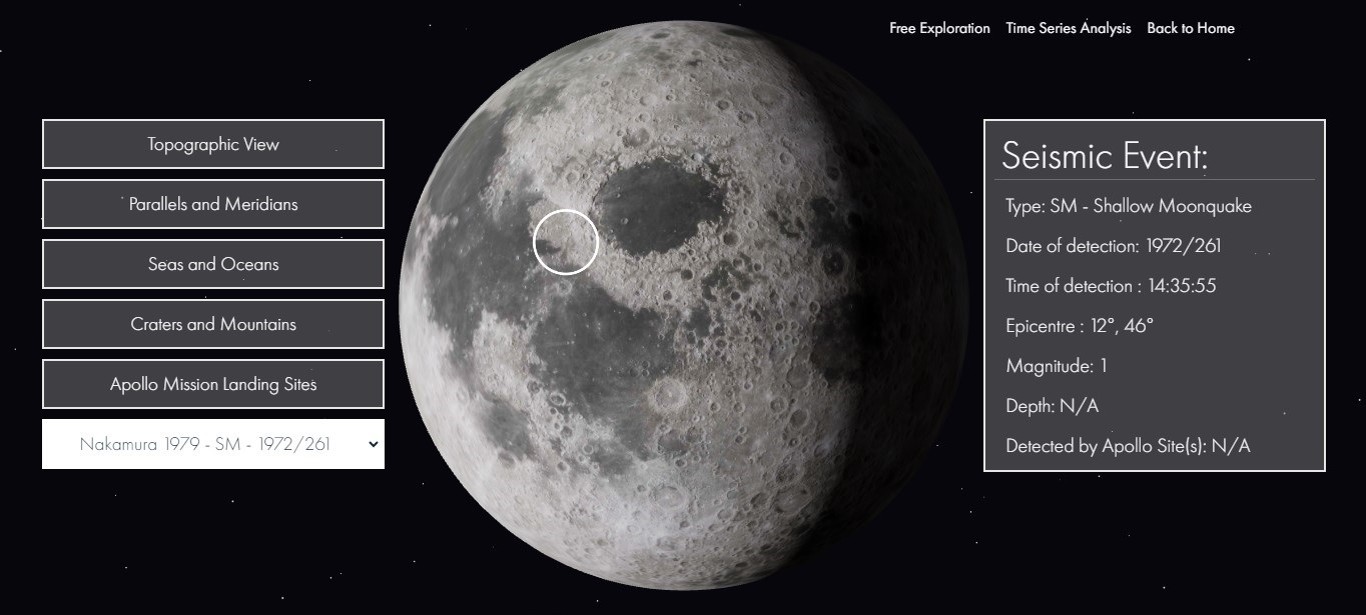 Free Exploration Time Series Analysis Back to Home
Topographic View
Parallels and Meridians
Seas and Oceans
Craters and Mountains
Apollo Mission Landing Sites
Nakamura 1979 - SM - 1972/261
Seismic Event:
Type: SM - Shallow Moonquake
Date of detection: 1972/261
Time of detection : 14:35:55
Epicentre : 12°, 46°
Magnitude: 1
Depth: N/A
Detected by Apollo Site(s): N/A